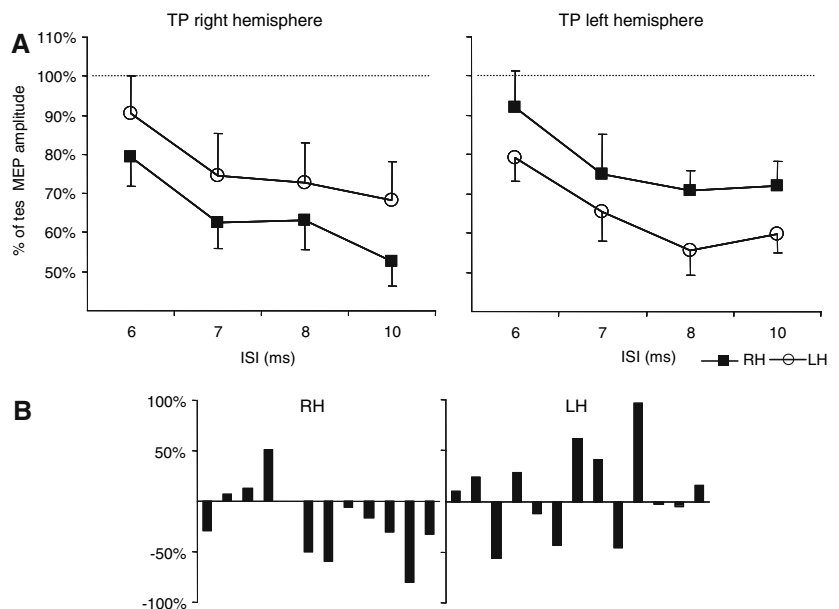 A
TP right hemisphere
TP left hemisphere
% of tes MEP amplitude
110%
100%
90%
80%
70%
60%
50%
6 7 8 10
ISI (ms)
6 7 8 10
ISI (ms)
RH LH
B
RH
LH
100%
50%
-50%
-100%